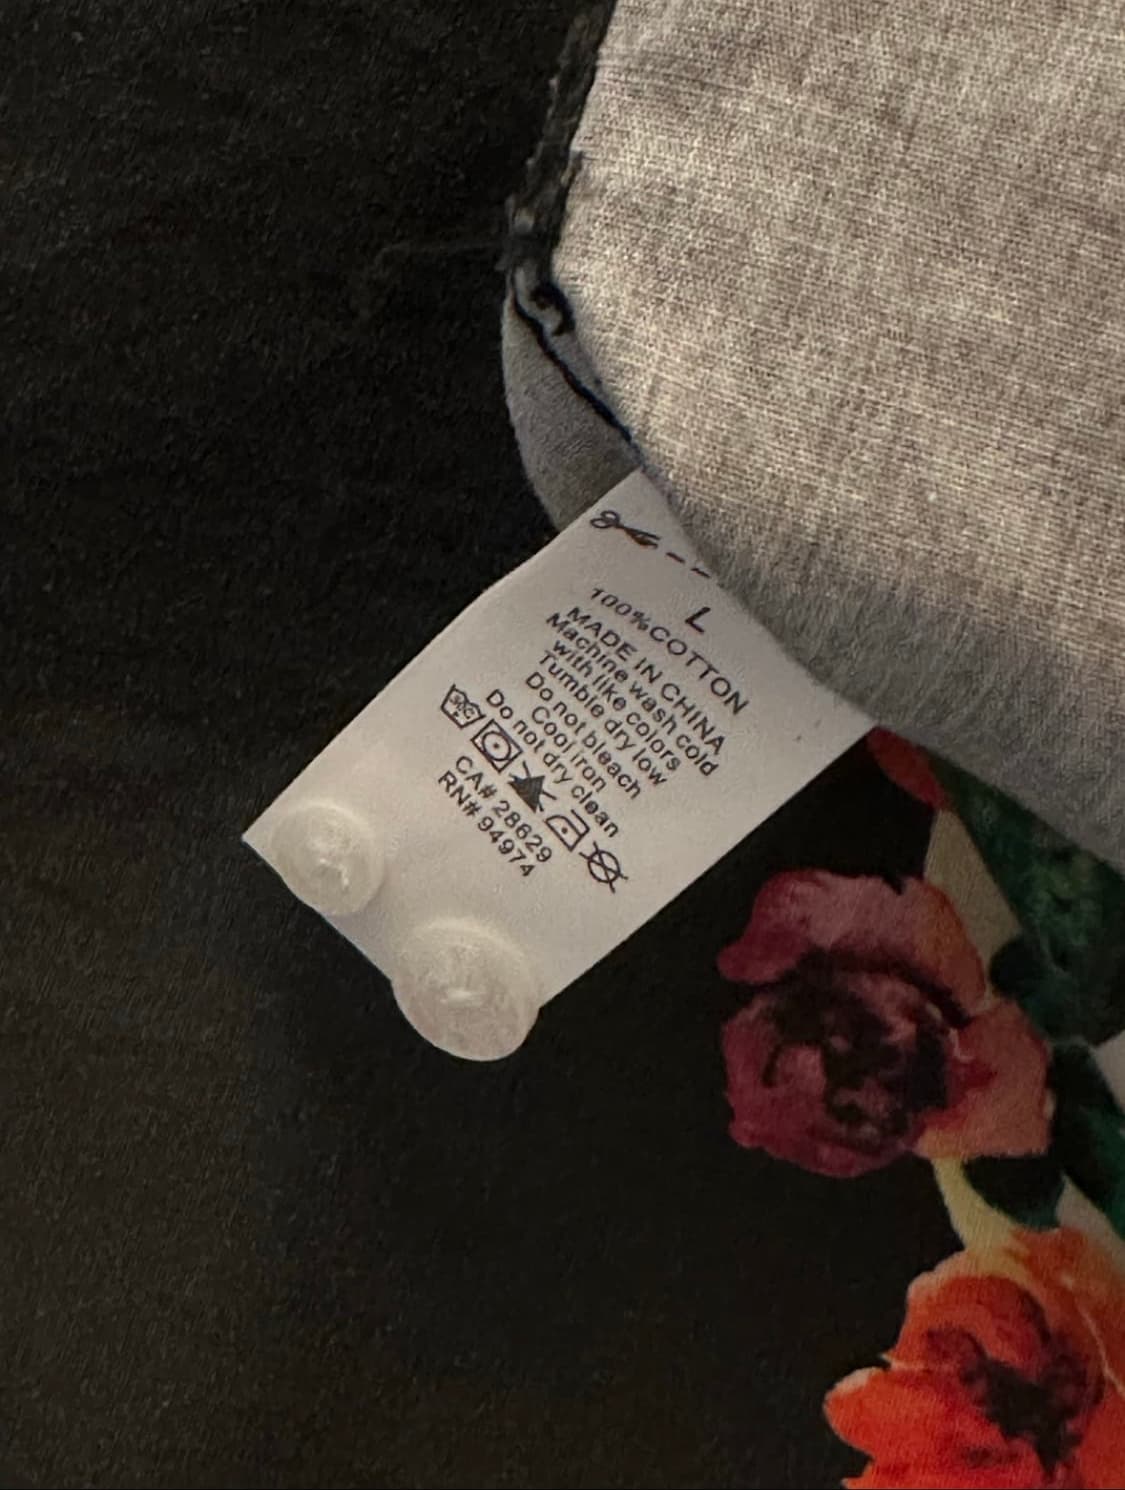 L
100%COTTON
MADE IN CHINA
Machine wash cold
with like colors
Tumble dry low
Do not bleach
Cool iron
Do not dry clean
30C
CA# 28629
RN# 94974